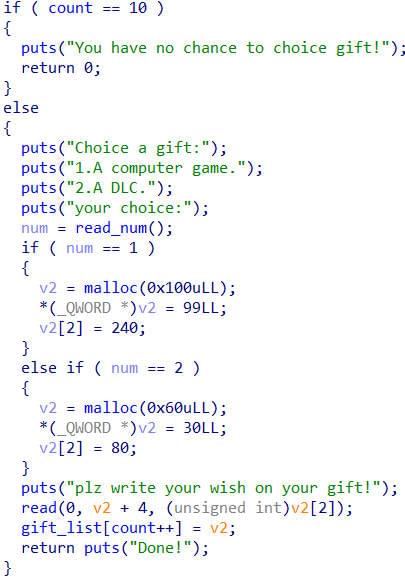 if ( count == 10 )
{
  puts("You have no chance to choice gift!");
  return 0;
}
else
{
  puts("Choice a gift:");
  puts("1.A computer game.");
  puts("2.A DLC.");
  puts("your choice:");
  num = read_num();
  if ( num == 1 )
  {
    v2 = malloc(0x100uLL);
    *(_QWORD *)v2 = 99LL;
    v2[2] = 240;
  }
  else if ( num == 2 )
  {
    v2 = malloc(0x60uLL);
    *(_QWORD *)v2 = 30LL;
    v2[2] = 80;
  }
  puts("plz write your wish on your gift!");
  read(0, v2 + 4, (unsigned int)v2[2]);
  gift_list[count++] = v2;
  return puts("Done!");
}